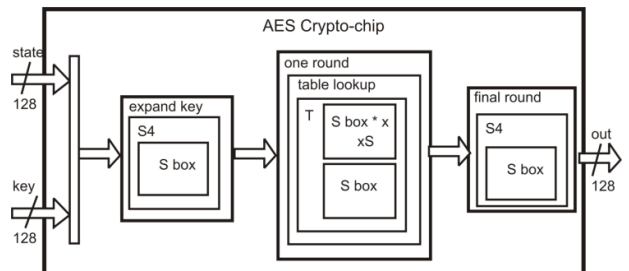 AES Crypto-chip
state
128
key
128
expand key
S4
S box
one round
table lookup
T
S box * x
xS
S box
final round
S4
S box
out
128